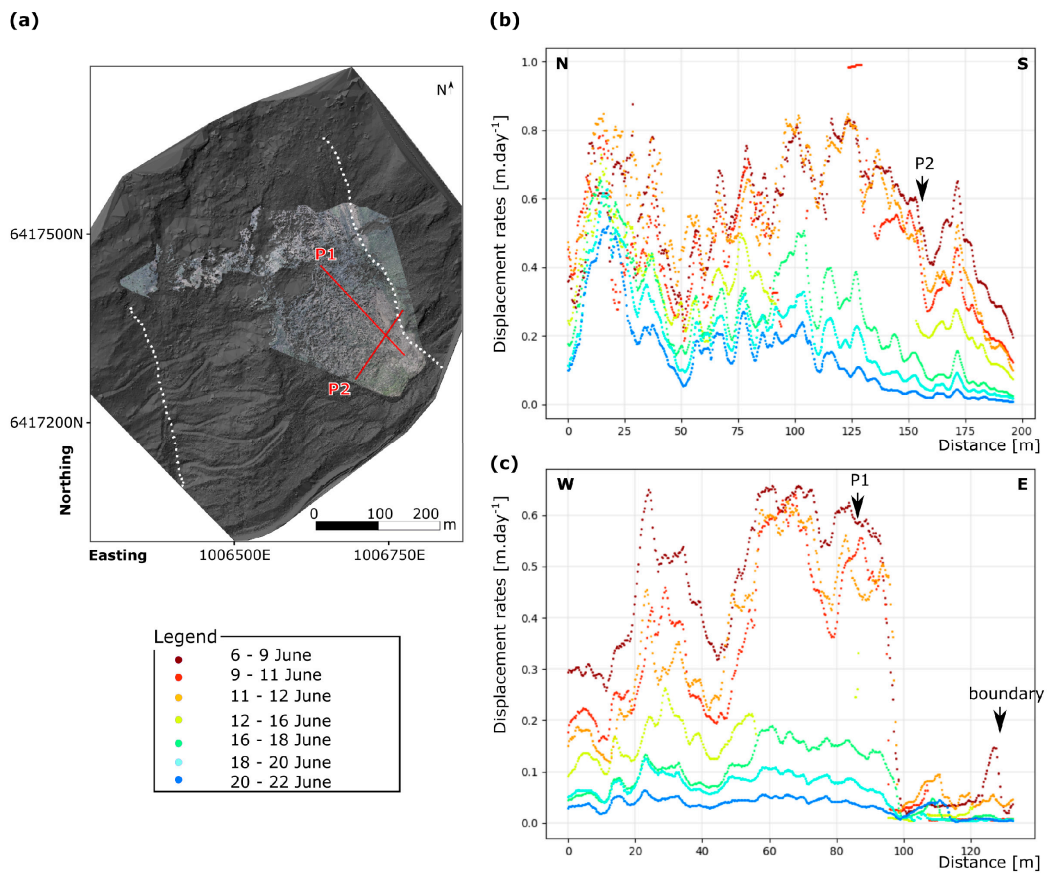 (a)
N
6417500N
P1
P2
6417200N
Northing
0 100 200
m
Easting
1006500E
1006750E
Legend
6 - 9 June
9 - 11 June
11 - 12 June
12 - 16 June
16 - 18 June
18 - 20 June
20 - 22 June
(b)
Displacement rates [m.day-1]
1.0
0.8
0.6
0.4
0.2
0.0
N
S
P2
0 25 50 75 100 125 150 175 200
Distance [m]
(c)
Displacement rates [m.day-1]
0.6
0.5
0.4
0.3
0.2
0.1
0.0
W
P1
E
boundary
0 20 40 60 80 100 120
Distance [m]